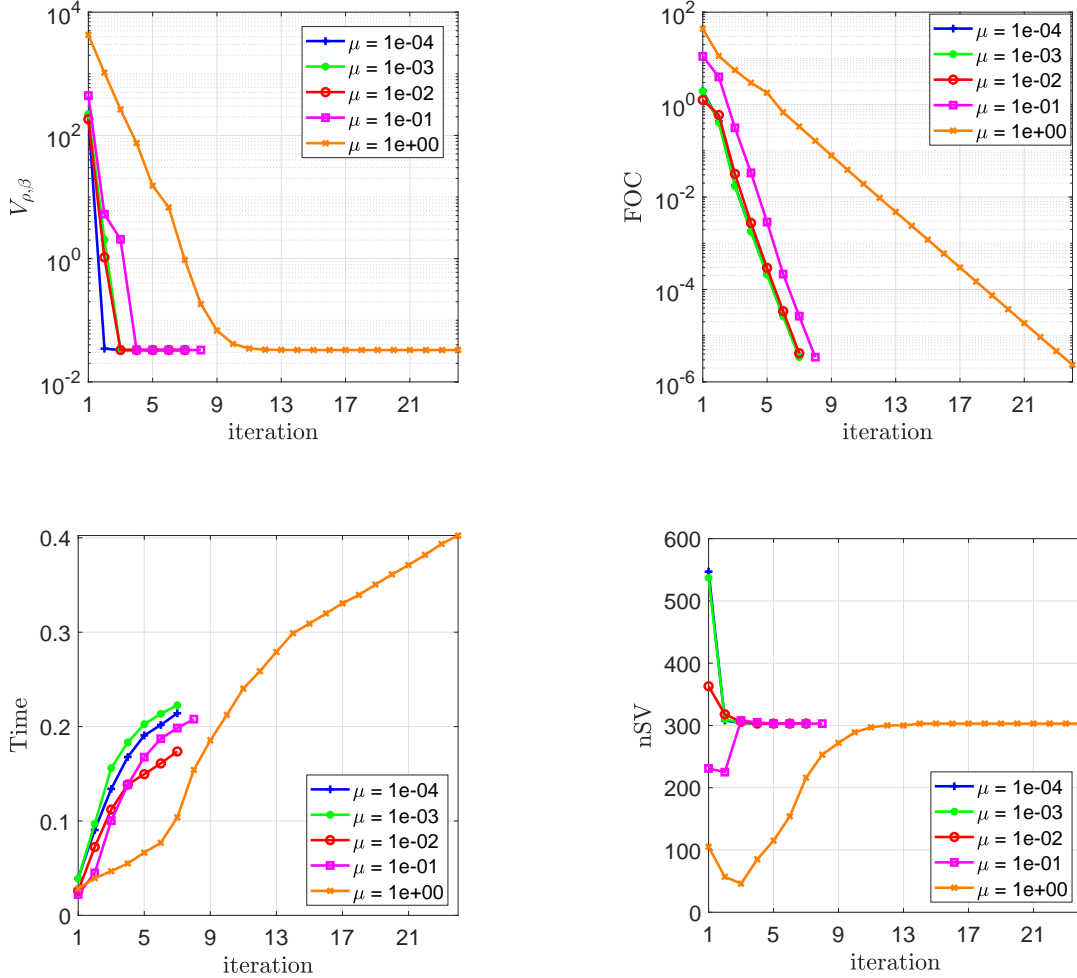 10^4
10^2
10^0
10^-2
V_{ρ,β}
1 5 9 13 17 21
iteration
μ = 1e-04
μ = 1e-03
μ = 1e-02
μ = 1e-01
μ = 1e+00
10^2
10^0
10^-2
10^-4
10^-6
FOC
1 5 9 13 17 21
iteration
μ = 1e-04
μ = 1e-03
μ = 1e-02
μ = 1e-01
μ = 1e+00
0.4
0.3
0.2
0.1
0
Time
1 5 9 13 17 21
iteration
μ = 1e-04
μ = 1e-03
μ = 1e-02
μ = 1e-01
μ = 1e+00
600
500
400
300
200
100
0
nSV
1 5 9 13 17 21
iteration
μ = 1e-04
μ = 1e-03
μ = 1e-02
μ = 1e-01
μ = 1e+00